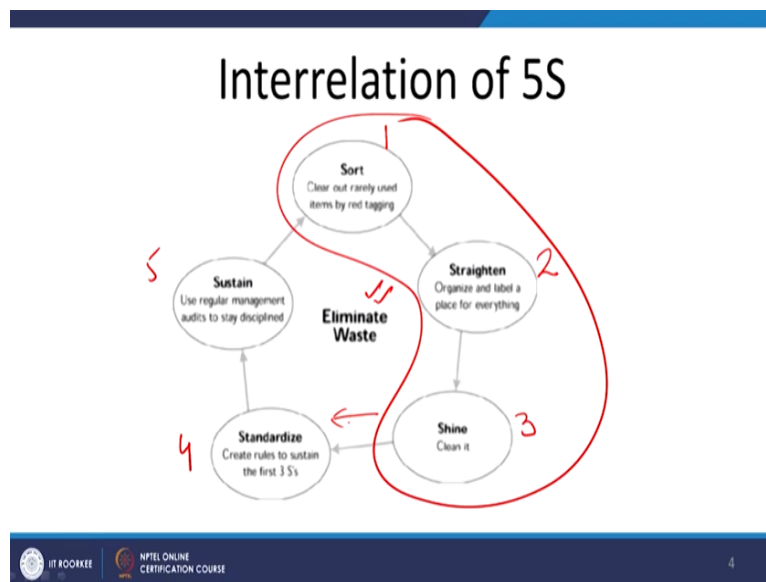 Interrelation of 5S
1
Sort
Clear out rarely used
items by red tagging
2
Straighten
Organize and label a
place for everything
3
Shine
Clean it
4
Standardize
Create rules to sustain
the first 3 S's
5
Sustain
Use regular management
audits to stay disciplined
Eliminate
Waste
IIT ROORKEE
NPTEL ONLINE
CERTIFICATION COURSE
4